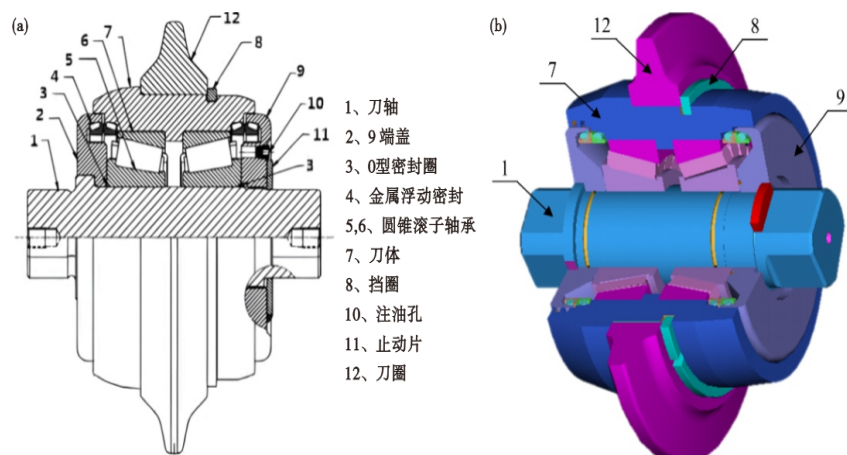 (a)
12
7
8
6
5
9
4
3
10
2
11
1
3
1、刀轴
2、9端盖
3、O型密封圈
4、金属浮动密封
5,6、圆锥滚子轴承
7、刀体
8、挡圈
10、注油孔
11、止动片
12、刀圈
(b)
12
8
7
9
1